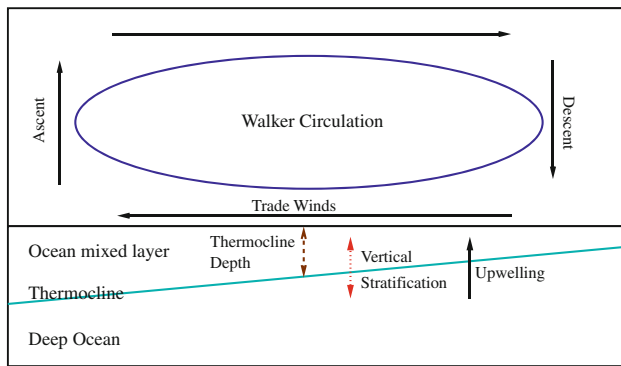 Ascent
Walker Circulation
Descent
Trade Winds
Ocean mixed layer
Thermocline
Depth
Vertical
Stratification
Upwelling
Thermocline
Deep Ocean